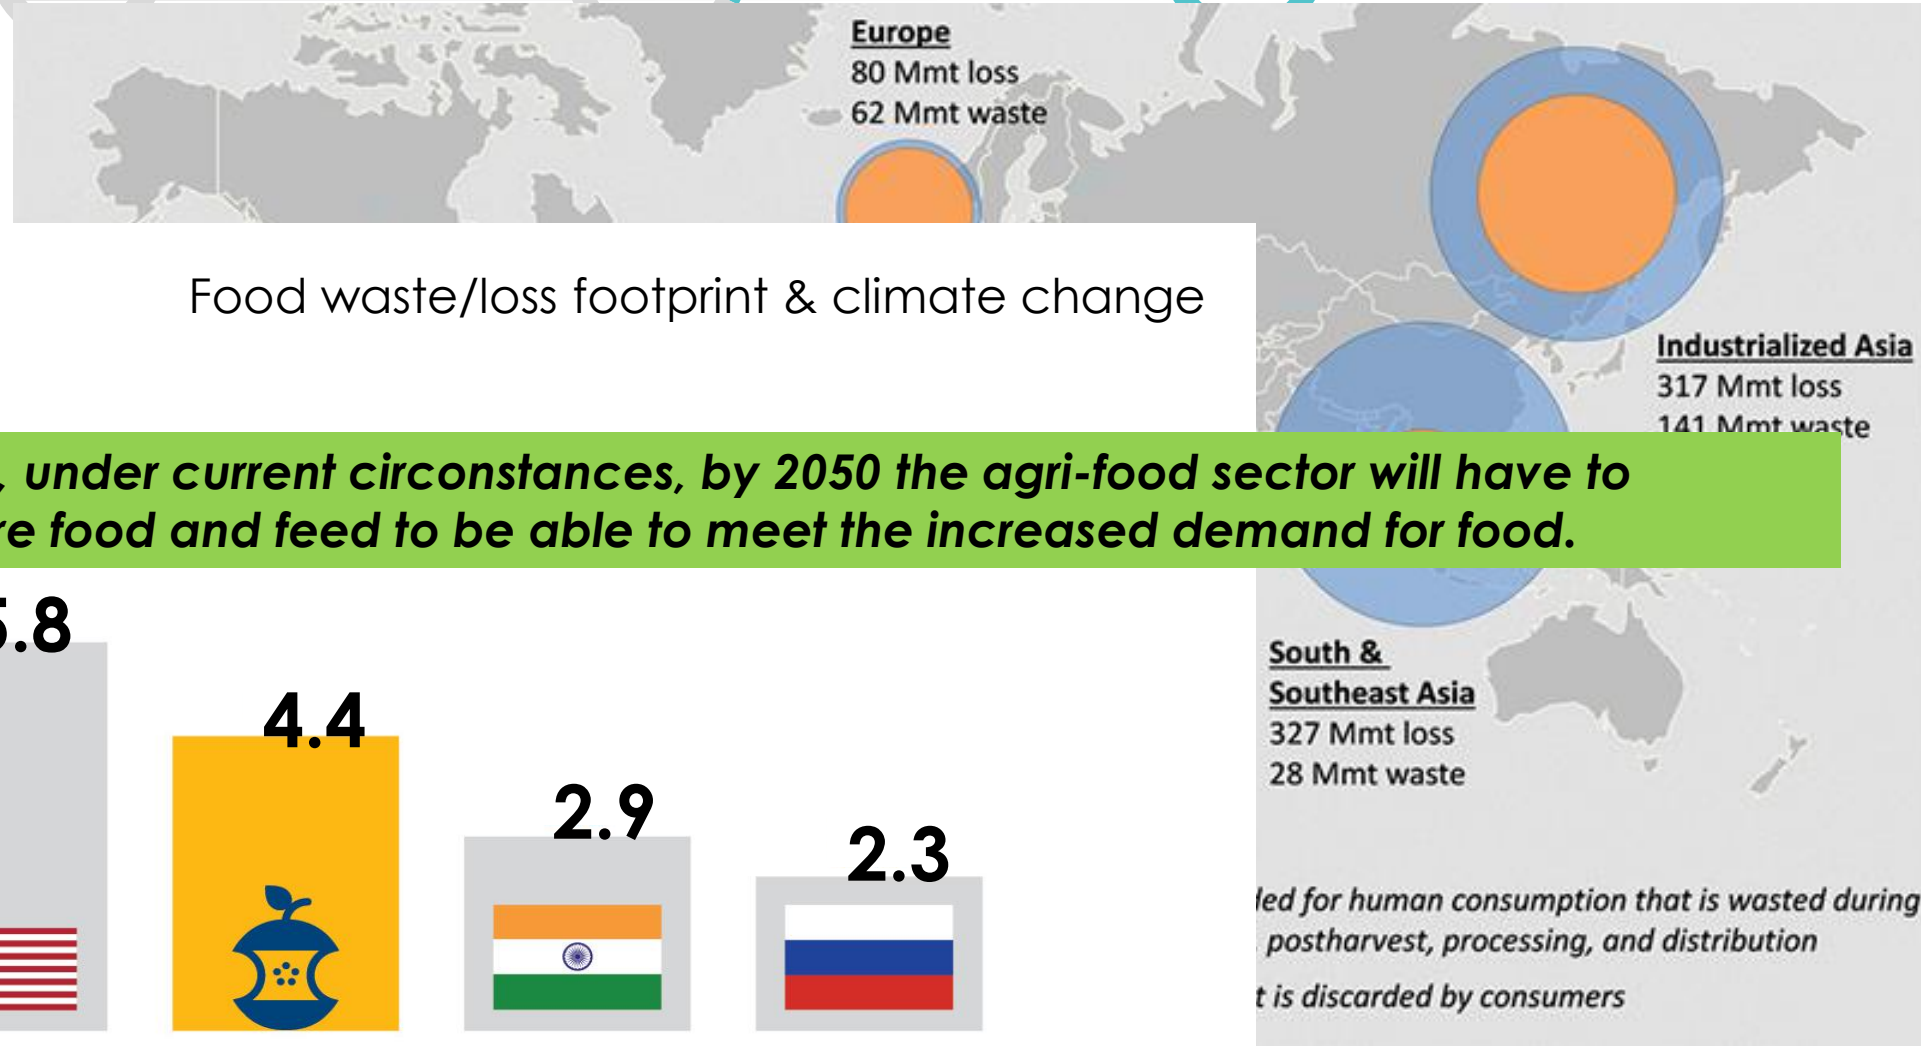 Europe
80 Mmt loss
62 Mmt waste
Food waste/loss footprint & climate change
Industrialized Asia
317 Mmt loss
141 Mmt waste
, under current circonstances, by 2050 the agri-food sector will have to
food and feed to be able to meet the increased demand for food.
5.8
4.4
2.9
2.3
South &
Southeast Asia
327 Mmt loss
28 Mmt waste
for human consumption that is wasted during
postharvest, processing, and distribution
is discarded by consumers